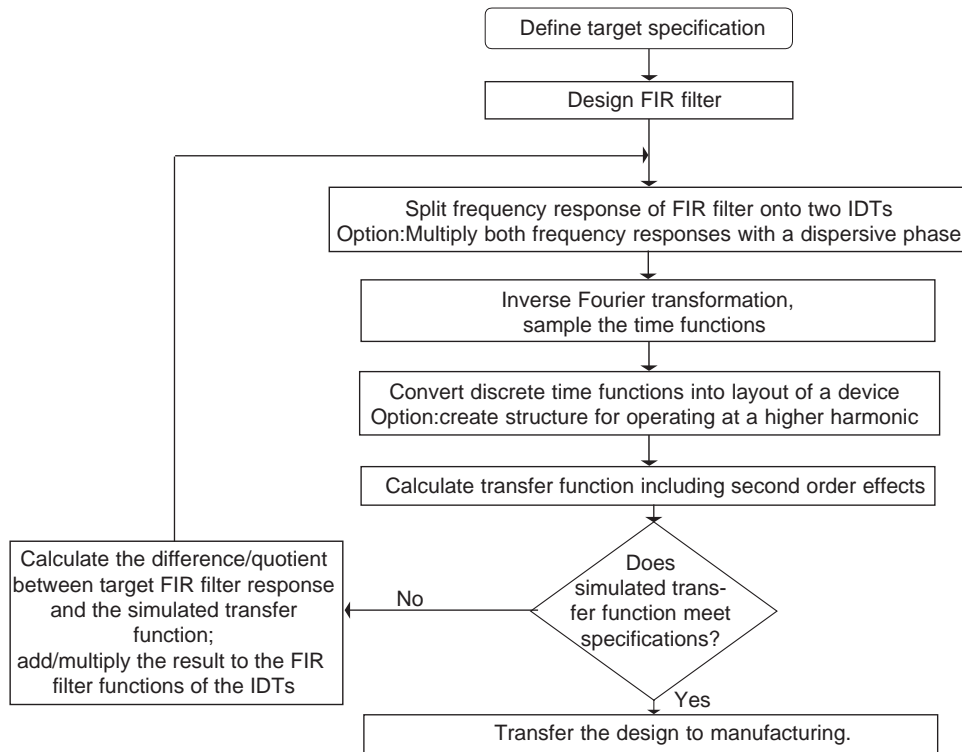 Define target specification
Design FIR filter
Split frequency response of FIR filter onto two IDTs
Option:Multiply both frequency responses with a dispersive phase
Inverse Fourier transformation,
sample the time functions
Convert discrete time functions into layout of a device
Option:create structure for operating at a higher harmonic
Calculate transfer function including second order effects
Does
simulated trans-
fer function meet
specifications?
No
Calculate the difference/quotient
between target FIR filter response
and the simulated transfer
function;
add/multiply the result to the FIR
filter functions of the IDTs
Yes
Transfer the design to manufacturing.